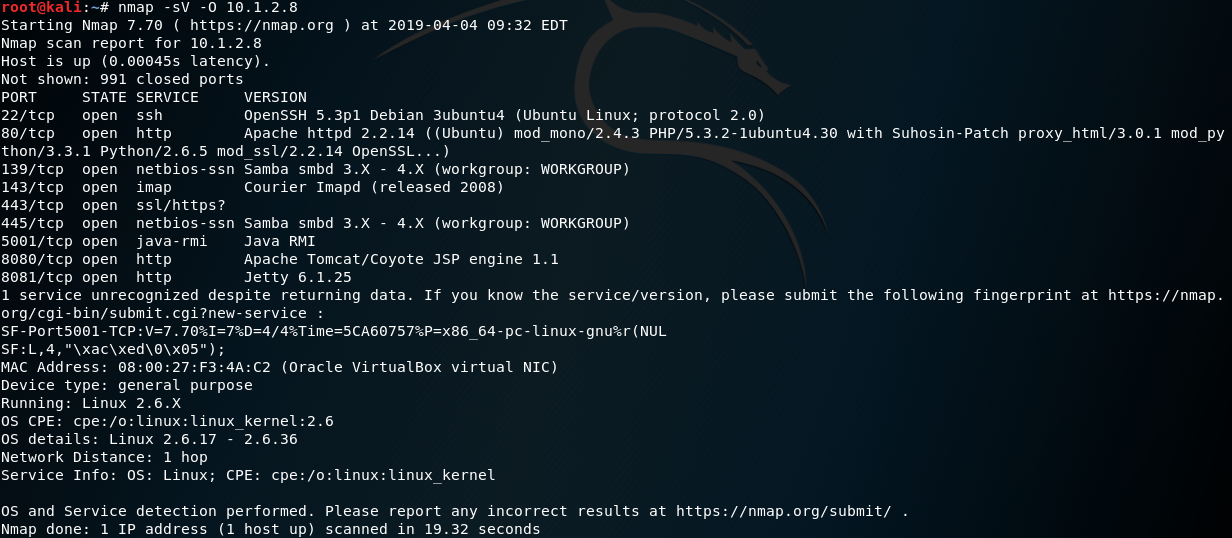 root@kali:~# nmap -sV -O 10.1.2.8
Starting Nmap 7.70 ( https://nmap.org ) at 2019-04-04 09:32 EDT
Nmap scan report for 10.1.2.8
Host is up (0.00045s latency).
Not shown: 991 closed ports
PORT     STATE SERVICE     VERSION
22/tcp   open  ssh         OpenSSH 5.3p1 Debian 3ubuntu4 (Ubuntu Linux; protocol 2.0)
80/tcp   open  http        Apache httpd 2.2.14 ((Ubuntu) mod_mono/2.4.3 PHP/5.3.2-1ubuntu4.30 with Suhosin-Patch proxy_html/3.0.1 mod_py
thon/3.3.1 Python/2.6.5 mod_ssl/2.2.14 OpenSSL...)
139/tcp  open  netbios-ssn Samba smbd 3.X - 4.X (workgroup: WORKGROUP)
143/tcp  open  imap        Courier Imapd (released 2008)
443/tcp  open  ssl/https?
445/tcp  open  netbios-ssn Samba smbd 3.X - 4.X (workgroup: WORKGROUP)
5001/tcp open  java-rmi    Java RMI
8080/tcp open  http        Apache Tomcat/Coyote JSP engine 1.1
8081/tcp open  http        Jetty 6.1.25
1 service unrecognized despite returning data. If you know the service/version, please submit the following fingerprint at https://nmap.
org/cgi-bin/submit.cgi?new-service :
SF-Port5001-TCP:V=7.70%I=7%D=4/4%Time=5CA60757%P=x86_64-pc-linux-gnu%r(NUL
SF:L,4,"\xac\xed\0\x05");
MAC Address: 08:00:27:F3:4A:C2 (Oracle VirtualBox virtual NIC)
Device type: general purpose
Running: Linux 2.6.X
OS CPE: cpe:/o:linux:linux_kernel:2.6
OS details: Linux 2.6.17 - 2.6.36
Network Distance: 1 hop
Service Info: OS: Linux; CPE: cpe:/o:linux:linux_kernel
OS and Service detection performed. Please report any incorrect results at https://nmap.org/submit/ .
Nmap done: 1 IP address (1 host up) scanned in 19.32 seconds